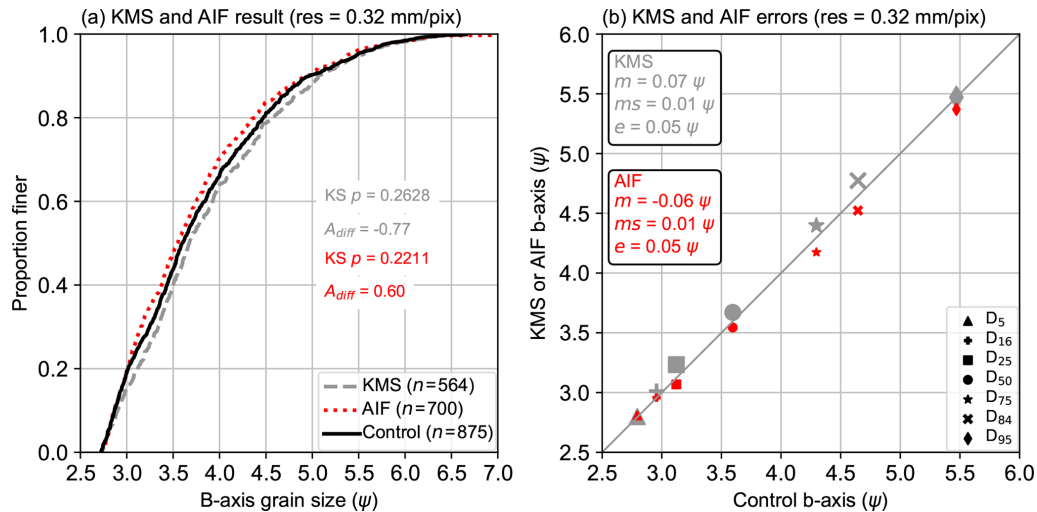 (a) KMS and AIF result (res = 0.32 mm/pix)
Proportion finer
1.0
0.8
0.6
0.4
0.2
0.0
KS p = 0.2628
A_diff = -0.77
KS p = 0.2211
A_diff = 0.60
KMS (n=564)
AIF (n=700)
Control (n=875)
2.5 3.0 3.5 4.0 4.5 5.0 5.5 6.0 6.5 7.0
B-axis grain size (ψ)
(b) KMS and AIF errors (res = 0.32 mm/pix)
KMS or AIF b-axis (ψ)
6.0
5.5
5.0
4.5
4.0
3.5
3.0
2.5
KMS
m = 0.07 ψ
ms = 0.01 ψ
e = 0.05 ψ
AIF
m = -0.06 ψ
ms = 0.01 ψ
e = 0.05 ψ
D5
D16
D25
D50
D75
D84
D95
2.5 3.0 3.5 4.0 4.5 5.0 5.5 6.0
Control b-axis (ψ)